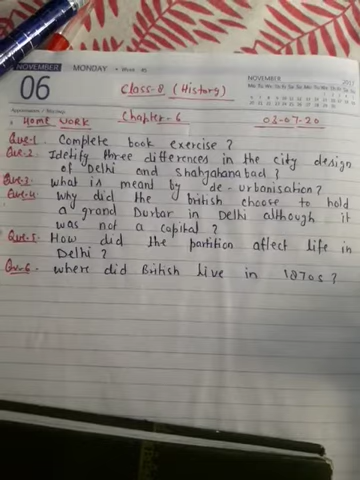 NOVEMBER MONDAY
NOVEMBER
06
Class-8 (History)
HOME WORK Chapter-6 03-07-20
Que-1 Complete book exercise ?
Que-2 Idetify three differences in the city design
of Delhi and Shahjahanabad ?
Que-3- What is meant by de-urbanisation ?
Que-4- Why did the british choose to hold
a grand Durbar in Delhi although it
was not a capital ?
Que-5- How did the partition affect life in
Delhi ?
Qu-6- where did British live in 1870s ?